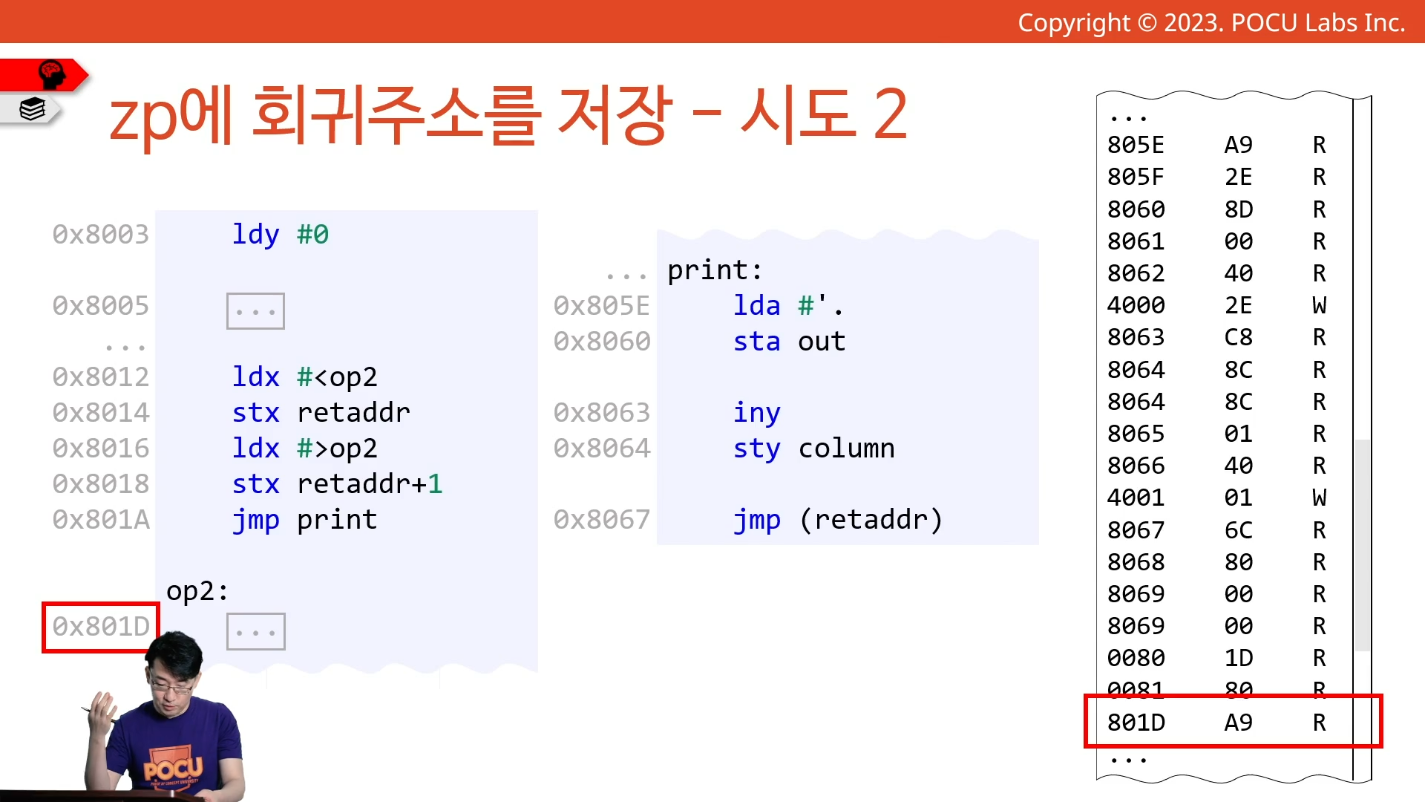 Copyright © 2023. POCU Labs Inc.
zp에 회귀주소를 저장 – 시도 2
0x8003 ldy #0
0x8005 ...
...
0x8012 ldx #<op2
0x8014 stx retaddr
0x8016 ldx #>op2
0x8018 stx retaddr+1
0x801A jmp print
op2:
0x801D ...
... print:
0x805E lda #'.
0x8060 sta out
0x8063 iny
0x8064 sty column
0x8067 jmp (retaddr)
...
805E A9 R
805F 2E R
8060 8D R
8061 00 R
8062 40 R
4000 2E W
8063 C8 R
8064 8C R
8064 8C R
8065 01 R
8066 40 R
4001 01 W
8067 6C R
8068 80 R
8069 00 R
8069 00 R
0080 1D R
0081 80 R
801D A9 R
...
POCU